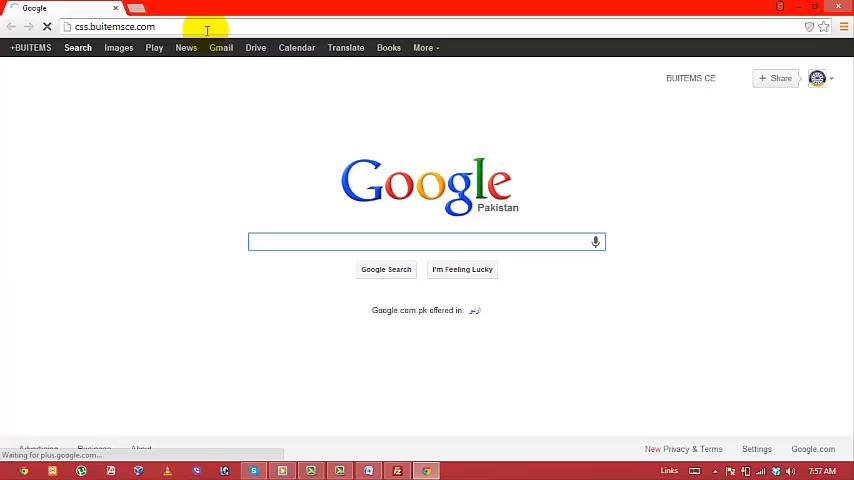 Google
css.buitemsce.com
+BUITEMS Search Images Play News Gmail Drive Calendar Translate Books More
BUITEMS CE + Share
Google
Pakistan
Google Search I'm Feeling Lucky
Google.com.pk offered in: اردو
Advertising Business About New Privacy & Terms Settings Google.com
Waiting for plus.google.com...
Links 7:57 AM